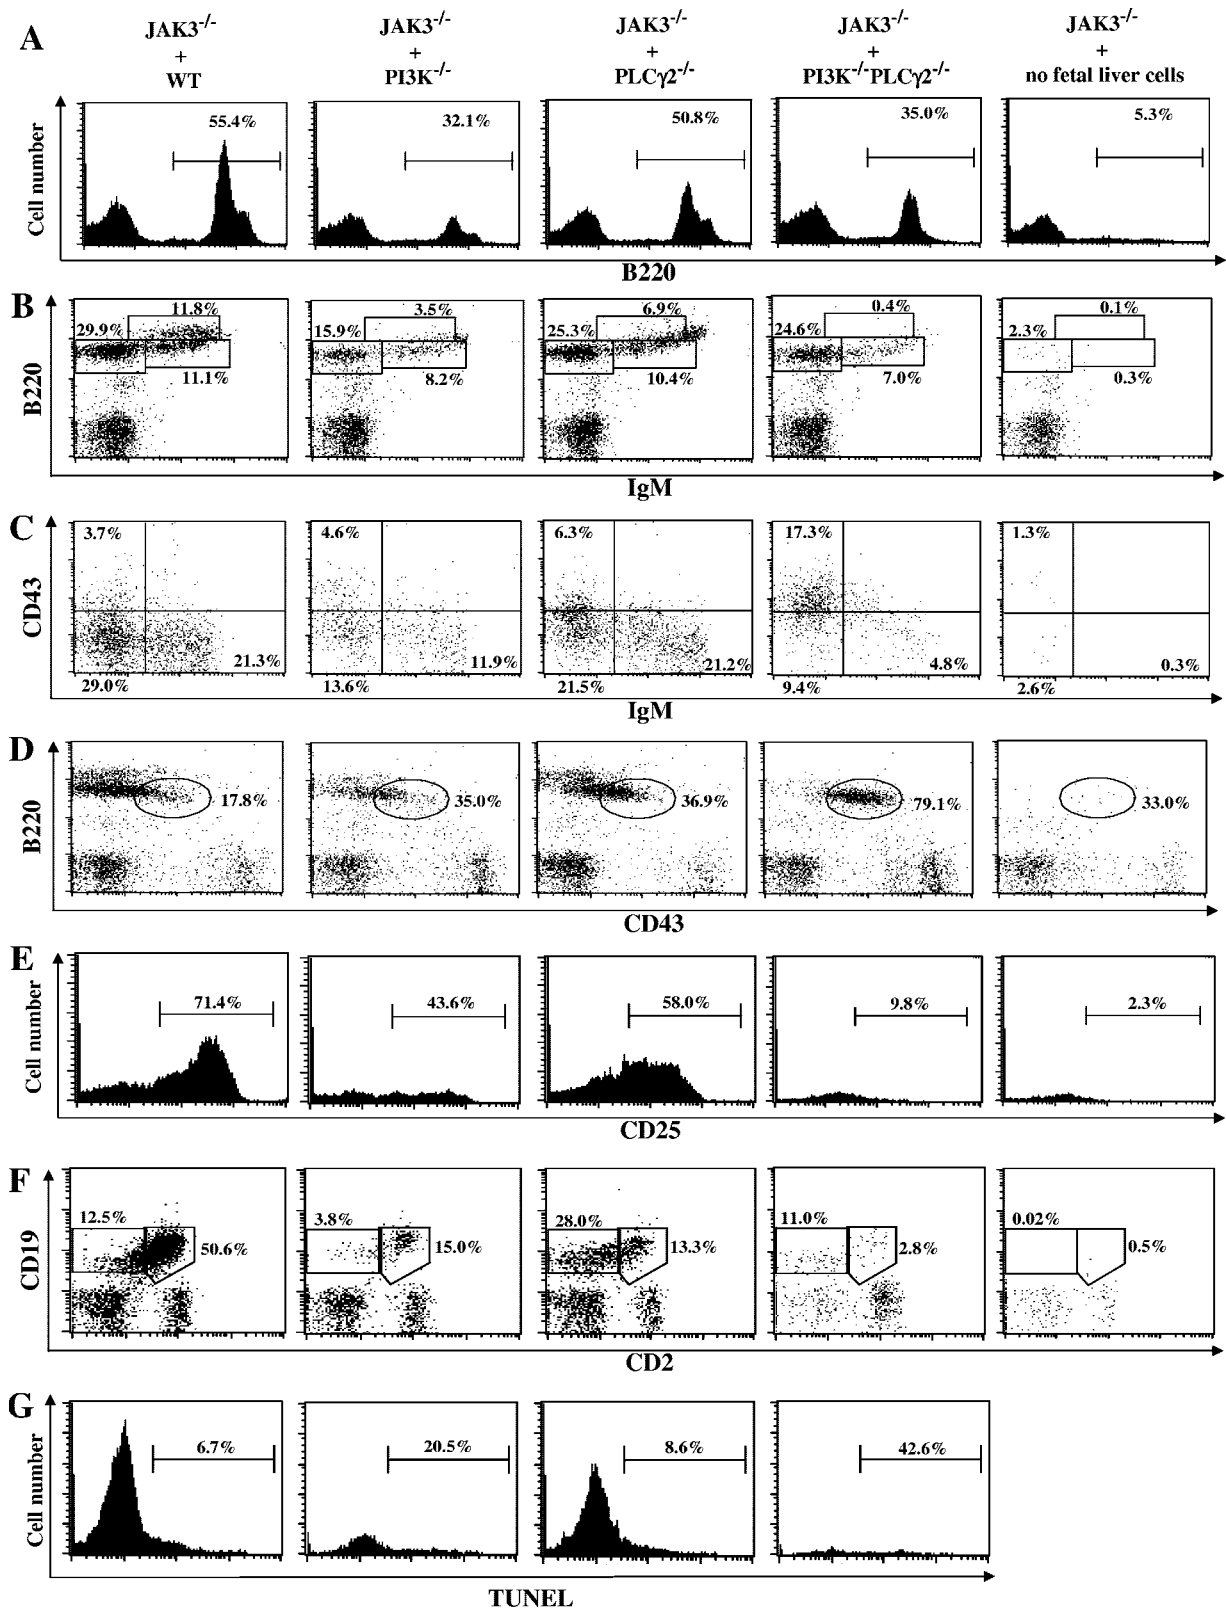 A
JAK3-/- + WT
JAK3-/- + PI3K-/-
JAK3-/- + PLCγ2-/-
JAK3-/- + PI3K-/-PLCγ2-/-
JAK3-/- + no fetal liver cells
Cell number
55.4%
32.1%
50.8%
35.0%
5.3%
B220
B
B220
11.8%
29.9%
11.1%
3.5%
15.9%
8.2%
6.9%
25.3%
10.4%
0.4%
24.6%
7.0%
0.1%
2.3%
0.3%
IgM
C
CD43
3.7%
21.3%
29.0%
4.6%
11.9%
13.6%
6.3%
21.2%
21.5%
17.3%
4.8%
9.4%
1.3%
0.3%
2.6%
IgM
D
B220
17.8%
35.0%
36.9%
79.1%
33.0%
CD43
E
Cell number
71.4%
43.6%
58.0%
9.8%
2.3%
CD25
F
CD19
12.5%
50.6%
3.8%
15.0%
28.0%
13.3%
11.0%
2.8%
0.02%
0.5%
CD2
G
Cell number
6.7%
20.5%
8.6%
42.6%
TUNEL